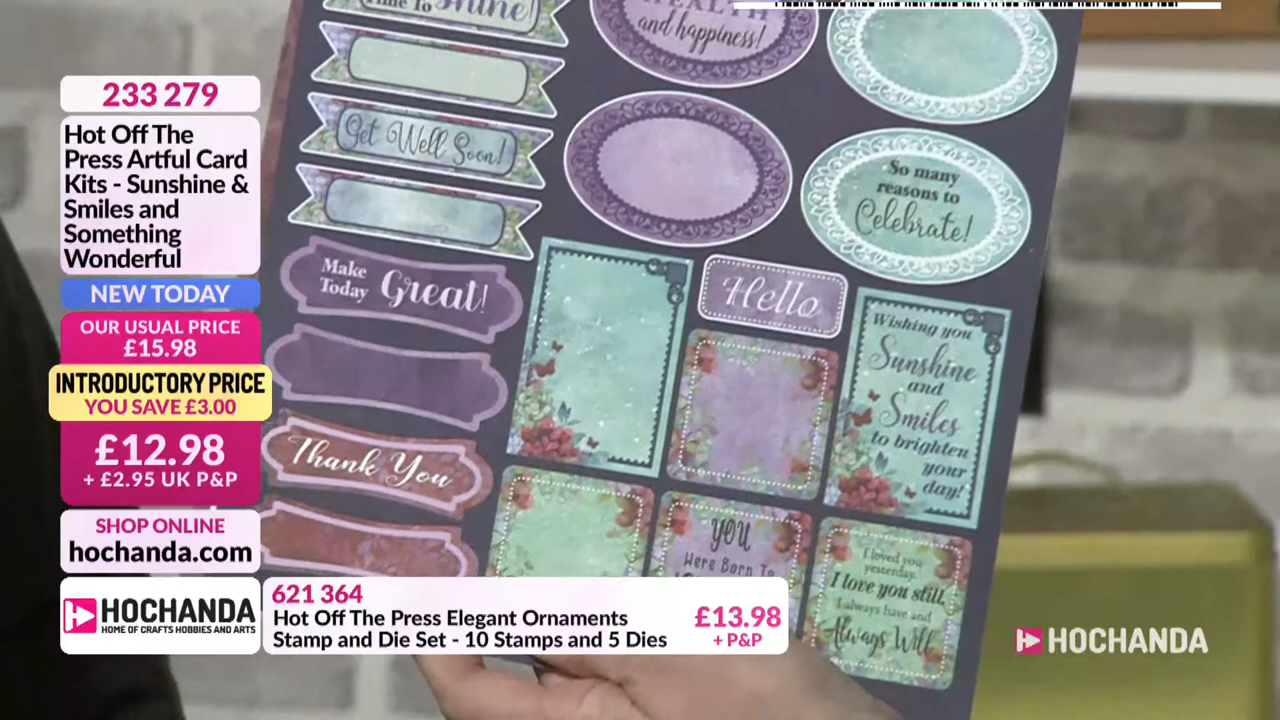 233 279
Hot Off The
Press Artful Card
Kits - Sunshine &
Smiles and
Something
Wonderful
NEW TODAY
OUR USUAL PRICE
£15.98
INTRODUCTORY PRICE
YOU SAVE £3.00
£12.98
+ £2.95 UK P&P
SHOP ONLINE
hochanda.com
HOCHANDA
HOME OF CRAFTS HOBBIES AND ARTS
621 364
Hot Off The Press Elegant Ornaments
Stamp and Die Set - 10 Stamps and 5 Dies
£13.98
+ P&P
HOCHANDA
Time To Shine!
Get Well Soon!
HEALTH
and happiness!
So many
reasons to
Celebrate!
Make
Today Great!
Hello
Wishing you
Sunshine
and
Smiles
to brighten
your
day!
Thank You
YOU
Were Born To
I loved you
yesterday.
I love you still.
I always have and
Always Will